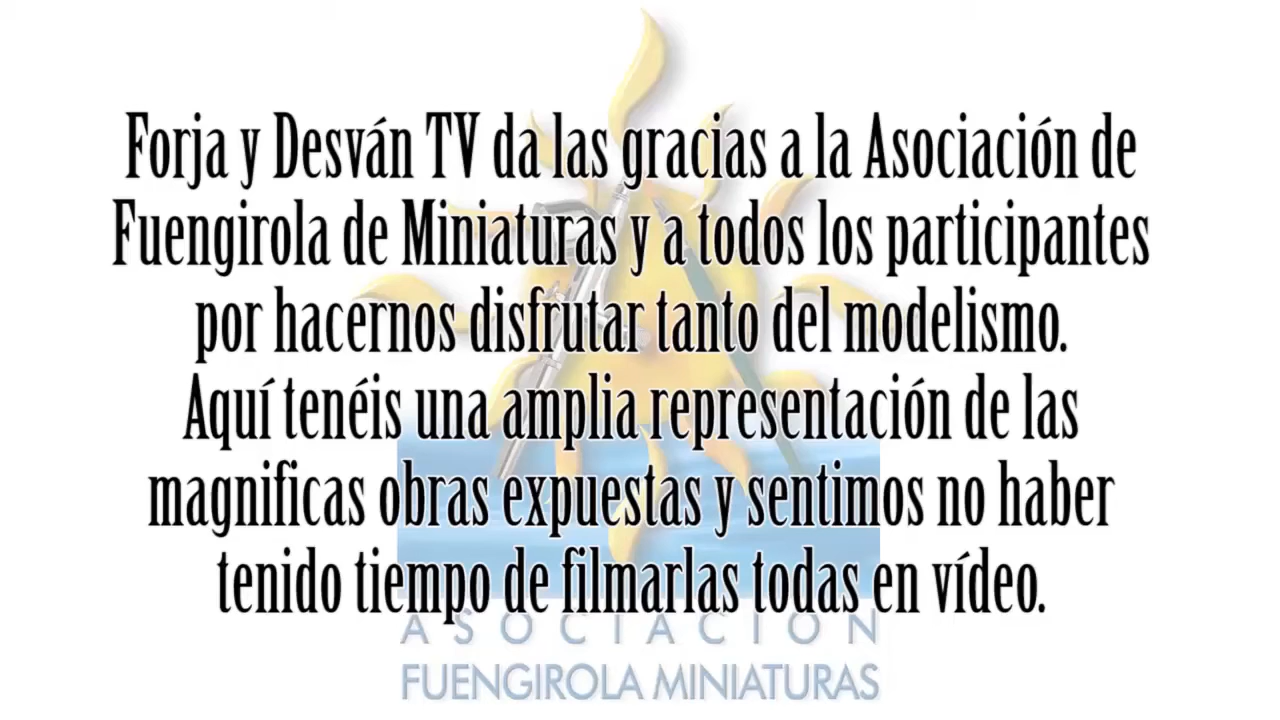 Forja y Desván TV da las gracias a la Asociación de
Fuengirola de Miniaturas y a todos los participantes
por hacernos disfrutar tanto del modelismo.
Aquí tenéis una amplia representación de las
magnificas obras expuestas y sentimos no haber
tenido tiempo de filmarlas todas en vídeo.
ASOCIACIÓN
FUENGIROLA MINIATURAS